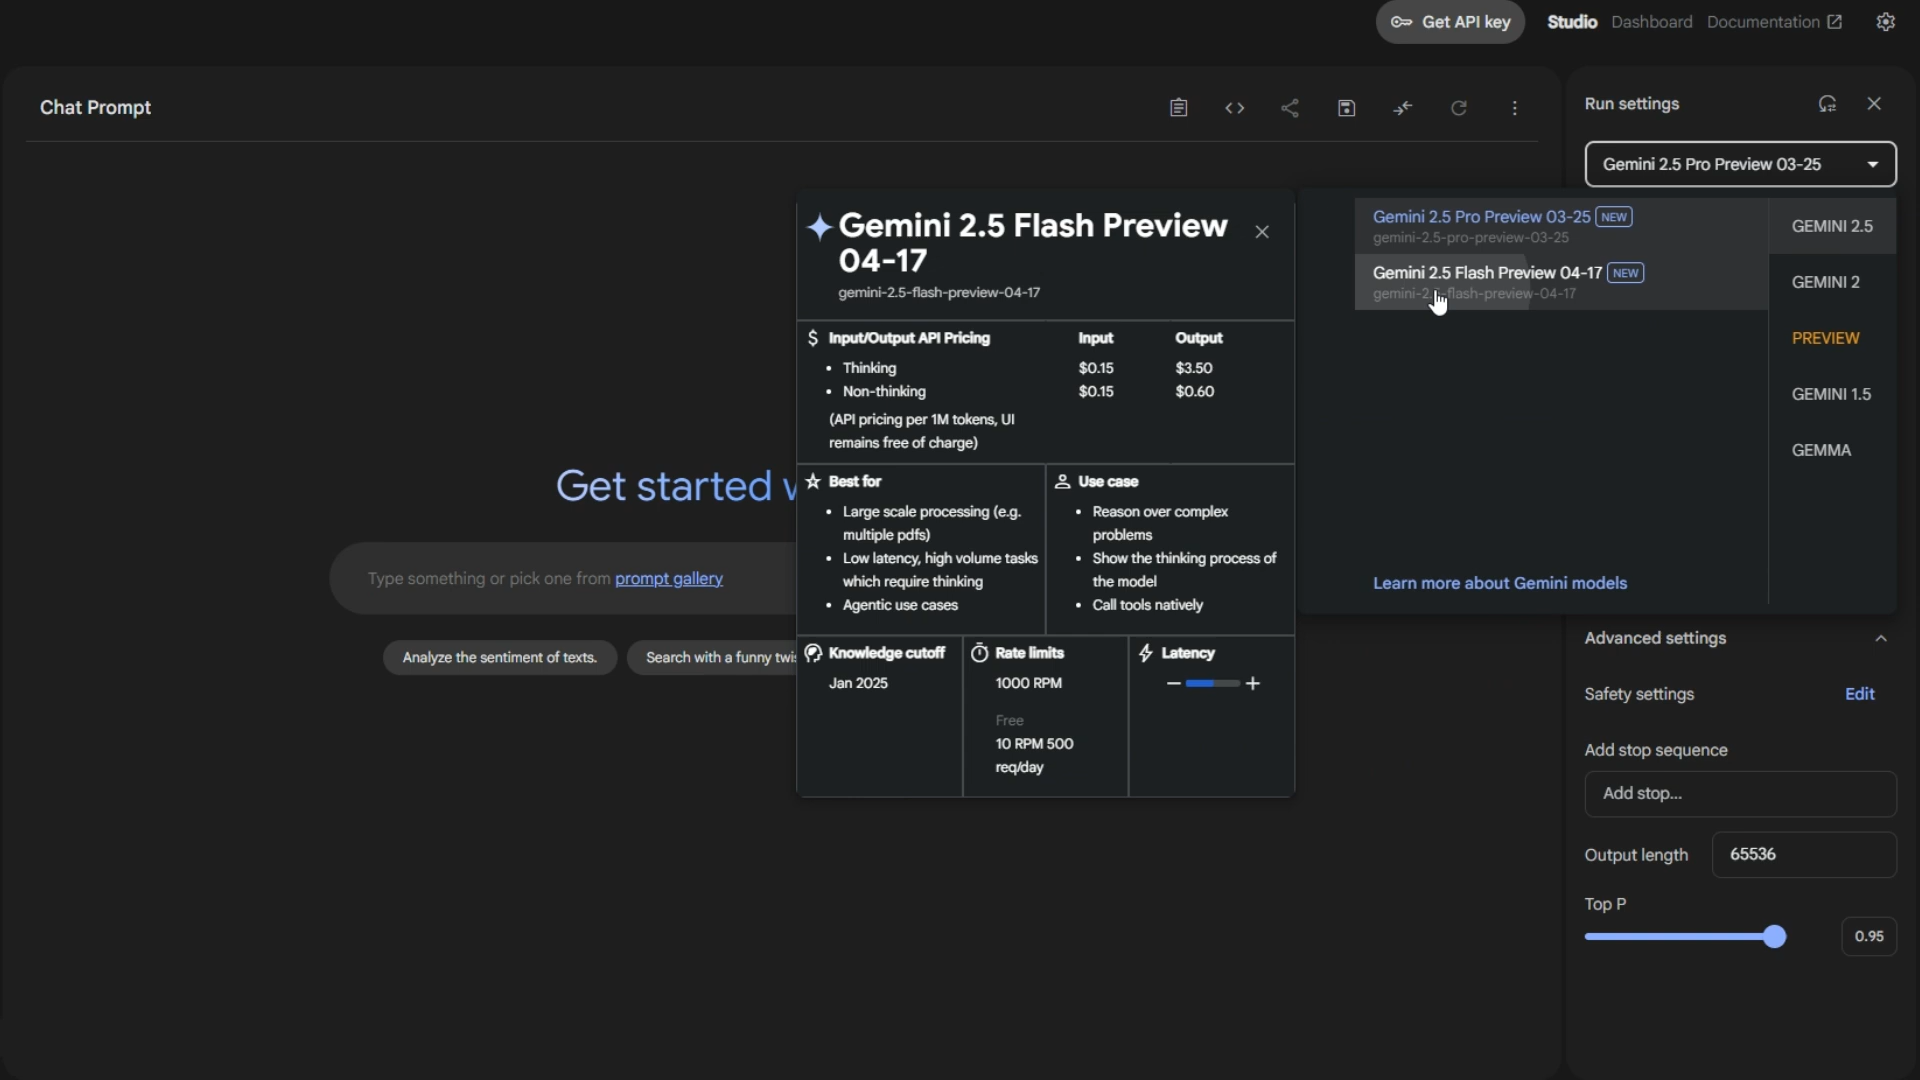 Get API key
Studio
Dashboard
Documentation
Chat Prompt
Run settings
Gemini 2.5 Pro Preview 03-25
Gemini 2.5 Flash Preview
04-17
gemini-2.5-flash-preview-04-17
Input/Output API Pricing Input Output
• Thinking $0.15 $3.50
• Non-thinking $0.15 $0.60
(API pricing per 1M tokens, UI
remains free of charge)
Best for
• Large scale processing (e.g.
multiple pdfs)
• Low latency, high volume tasks
which require thinking
• Agentic use cases
Use case
• Reason over complex
problems
• Show the thinking process of
the model
• Call tools natively
Knowledge cutoff
Jan 2025
Rate limits
1000 RPM
Free
10 RPM 500
req/day
Latency
Gemini 2.5 Pro Preview 03-25 NEW
gemini-2.5-pro-preview-03-25
Gemini 2.5 Flash Preview 04-17 NEW
gemini-2.5-flash-preview-04-17
Learn more about Gemini models
GEMINI 2.5
GEMINI 2
PREVIEW
GEMINI 1.5
GEMMA
Get started
Type something or pick one from prompt gallery
Analyze the sentiment of texts.
Search with a funny twis
Advanced settings
Safety settings Edit
Add stop sequence
Add stop...
Output length 65536
Top P
0.95